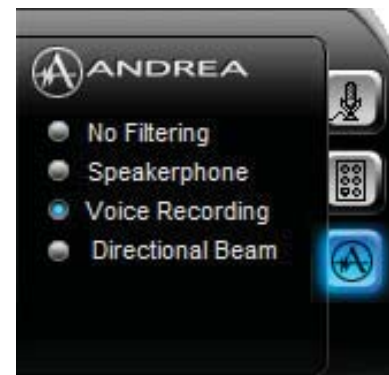 ANDREA
No Filtering
Speakerphone
Voice Recording
Directional Beam